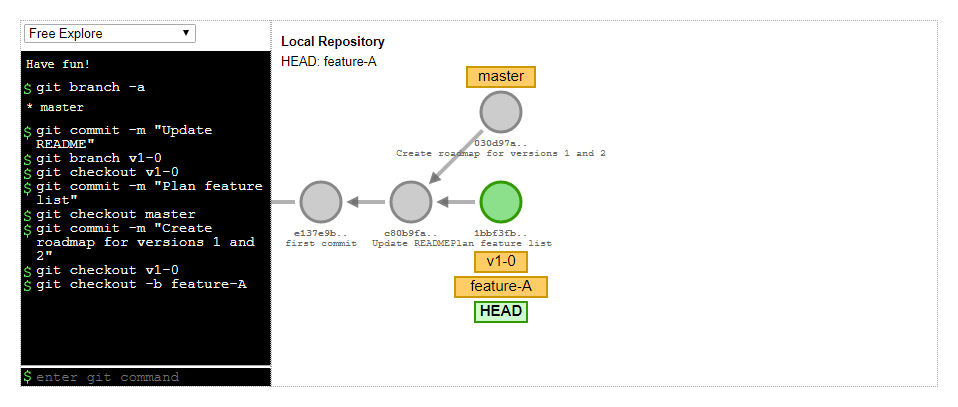 Free Explore
Have fun!
$ git branch -a
* master
$ git commit -m "Update
README"
$ git branch v1-0
$ git checkout v1-0
$ git commit -m "Plan feature
list"
$ git checkout master
$ git commit -m "Create
roadmap for versions 1 and
2"
$ git checkout v1-0
$ git checkout -b feature-A
$ enter git command
Local Repository
HEAD: feature-A
master
030d97a..
Create roadmap for versions 1 and 2
e137e9b..
first commit
c80b9fa..
Update README
1bbf3fb..
Plan feature list
v1-0
feature-A
HEAD